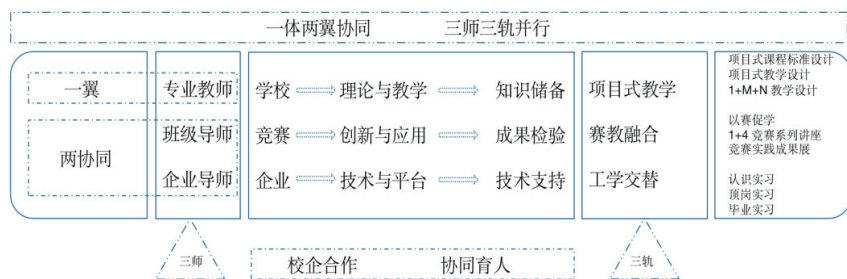 一体两翼协同 三师三轨并行
一翼
两协同
专业教师
班级导师
企业导师
学校 理论与教学 知识储备
竞赛 创新与应用 成果检验
企业 技术与平台 技术支持
项目式教学
赛教融合
工学交替
项目式课程标准设计
项目式教学设计
1+M+N 教学设计
以赛促学
1+4 竞赛系列讲座
竞赛实践成果展
认识实习
顶岗实习
毕业实习
三师
校企合作 协同育人
三轨